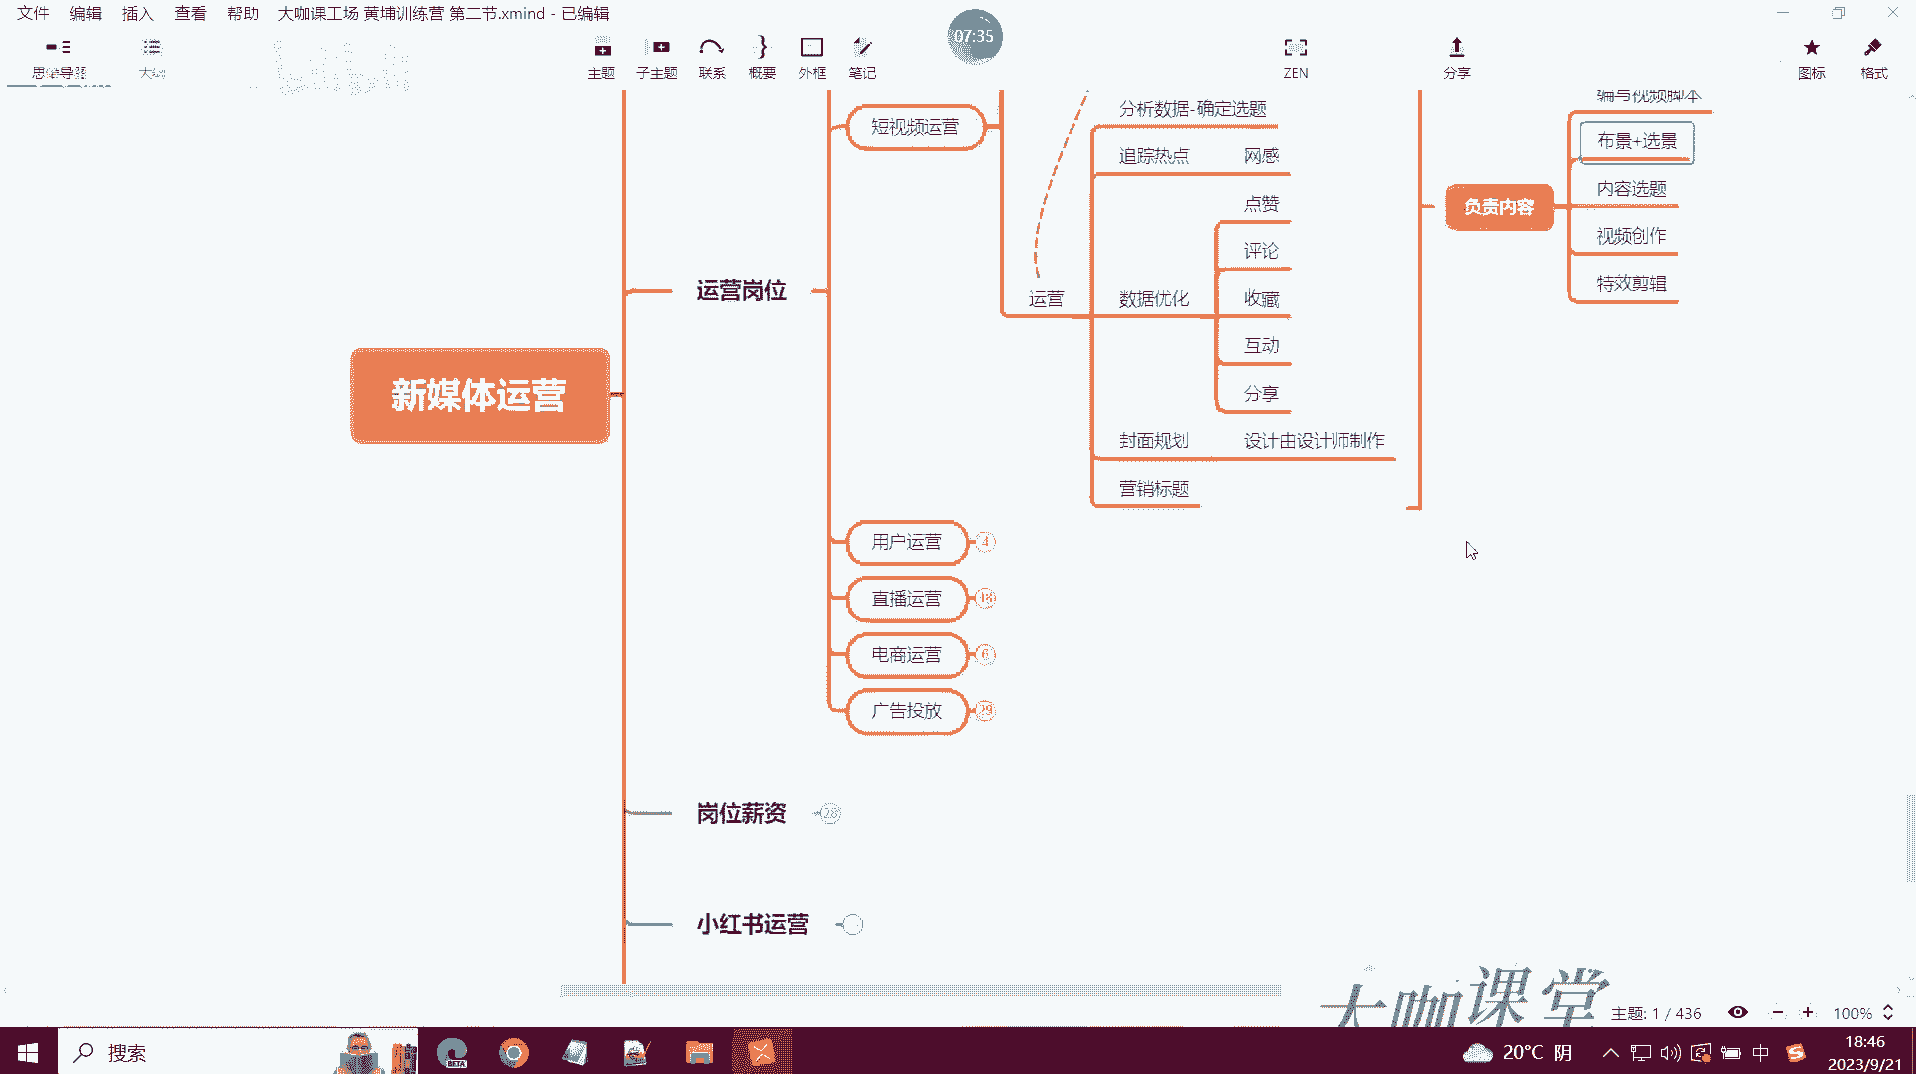 文件 编辑 插入 查看 帮助 大咖课工场 黄埔训练营 第二节.xmind - 已编辑
思维导图 大纲 主题 子主题 联系 概要 外框 笔记 07:35 ZEN 分享 图标 格式
编写视频脚本
分析数据-确定选题
短视频运营
布景+选景
追踪热点 网感
内容选题
点赞
负责内容
视频创作
评论
特效剪辑
运营岗位
运营 数据优化 收藏
互动
新媒体运营
分享
封面规划 设计由设计师制作
营销标题
用户运营 4
直播运营 48
电商运营 6
广告投放 29
岗位薪资 28
小红书运营
大咖课堂
主题: 1 / 436 100%
搜索 BETA 20°C 阴 中 18:46
2023/9/21